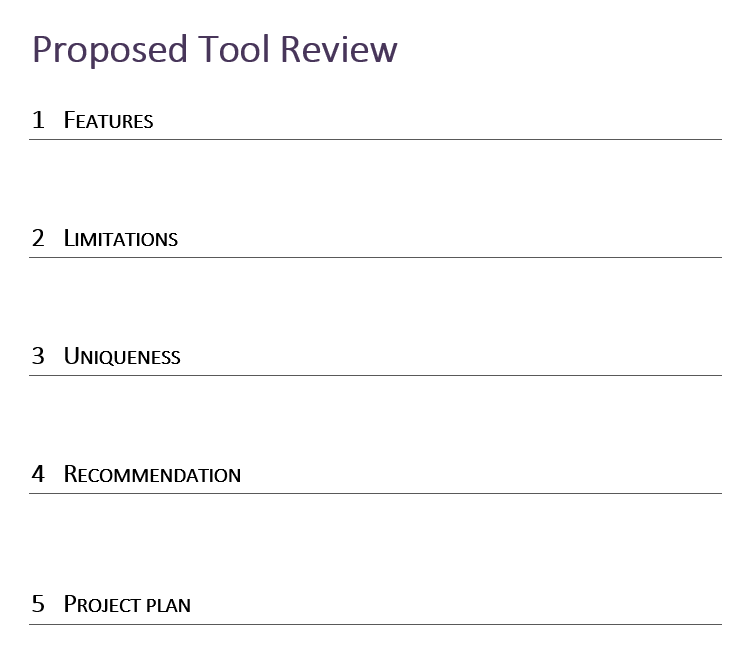 Proposed Tool Review
1 FEATURES
2 LIMITATIONS
3 UNIQUENESS
4 RECOMMENDATION
5 PROJECT PLAN